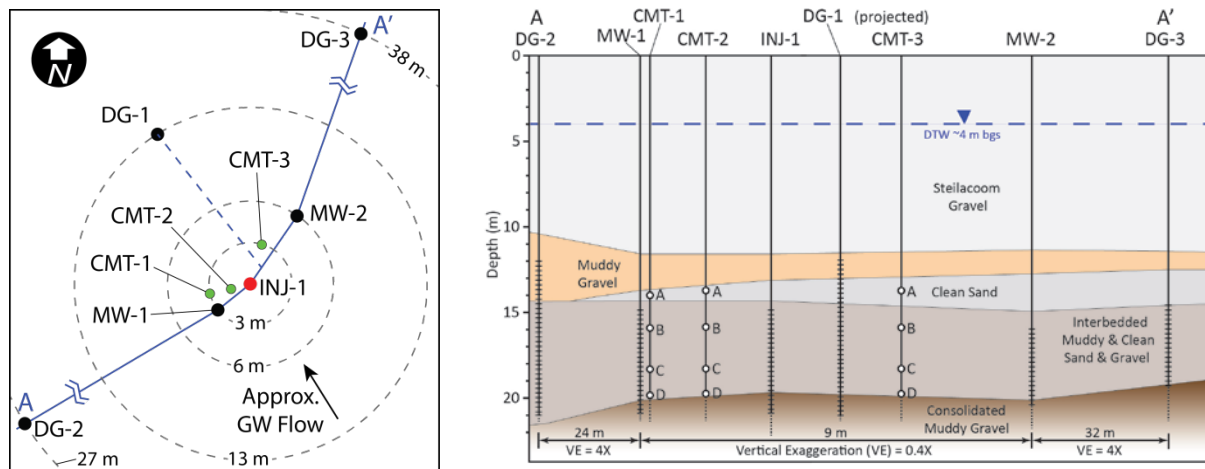 A'
DG-3
38 m
N
DG-1
CMT-3
CMT-2
MW-2
CMT-1
INJ-1
MW-1
3 m
6 m
Approx.
GW Flow
A
DG-2
27 m
13 m
A
DG-2
CMT-1
MW-1
CMT-2
INJ-1
DG-1 (projected)
CMT-3
MW-2
A'
DG-3
0
5
DTW ~4 m bgs
Steilacoom
Gravel
Depth (m)
10
Muddy
Gravel
Clean Sand
A
A
A
15
B
B
B
Interbedded
Muddy & Clean
Sand & Gravel
C
C
C
D
D
D
20
Consolidated
Muddy Gravel
24 m
9 m
32 m
VE = 4X
Vertical Exaggeration (VE) = 0.4X
VE = 4X